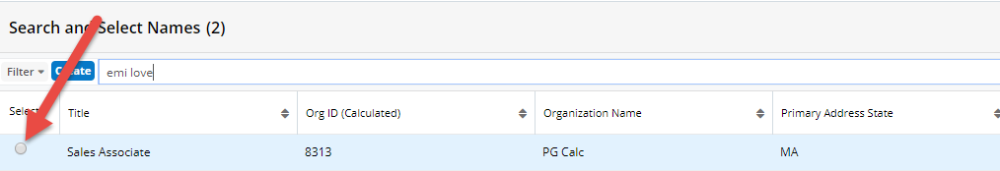 Search and Select Names (2)
Filter Create emi love
Select Title Org ID (Calculated) Organization Name Primary Address State
Sales Associate 8313 PG Calc MA